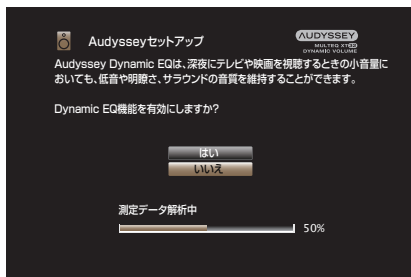 Audysseyセットアップ
AUDYSSEY
MULTEQ XT32
DYNAMIC VOLUME
Audyssey Dynamic EQは、深夜にテレビや映画を視聴するときの小音量に
おいても、低音や明瞭さ、サラウンドの音質を維持することができます。
Dynamic EQ機能を有効にしますか?
はい
いいえ
測定データ解析中
50%